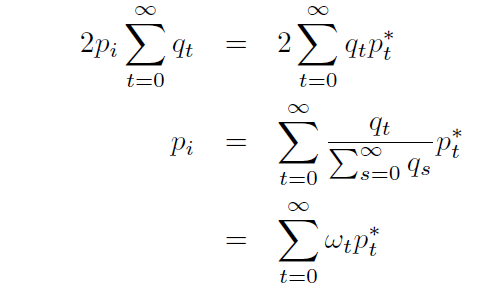 2p_i \sum_{t=0}^{\infty} q_t = 2 \sum_{t=0}^{\infty} q_t p_t^*
p_i = \sum_{t=0}^{\infty} \frac{q_t}{\sum_{s=0}^{\infty} q_s} p_t^*
= \sum_{t=0}^{\infty} \omega_t p_t^*